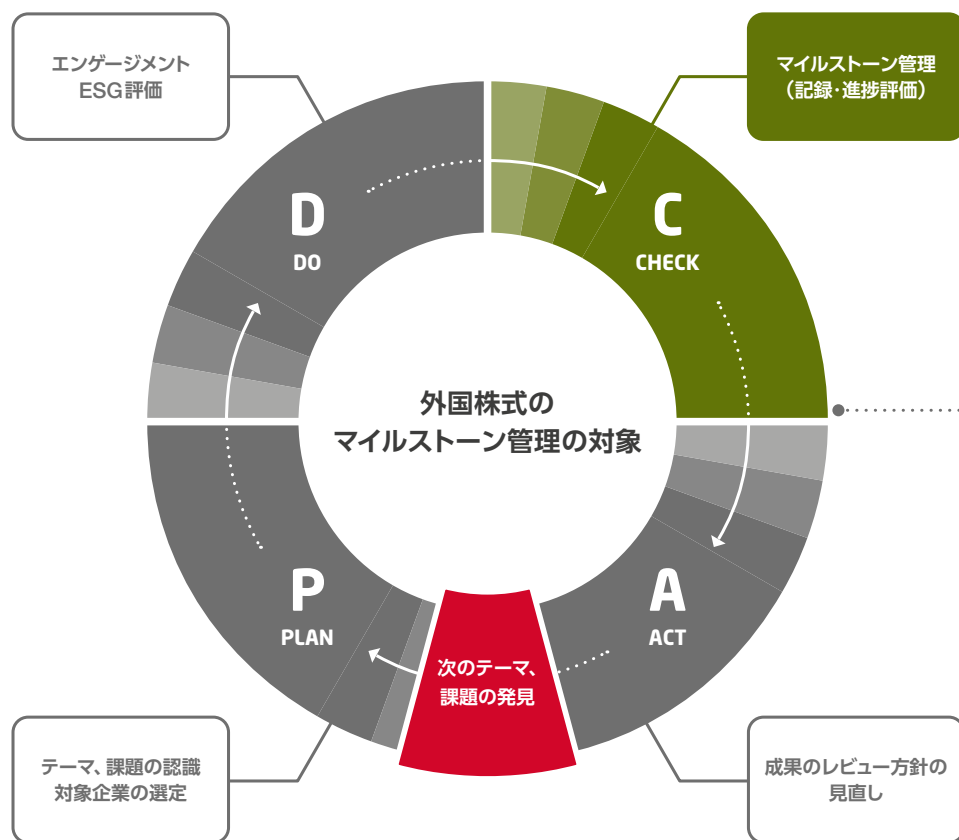 エンゲージメント
ESG評価
マイルストーン管理
（記録・進捗評価）
D
DO
C
CHECK
外国株式の
マイルストーン管理の対象
P
PLAN
A
ACT
次のテーマ、
課題の発見
テーマ、課題の認識
対象企業の選定
成果のレビュー方針の
見直し